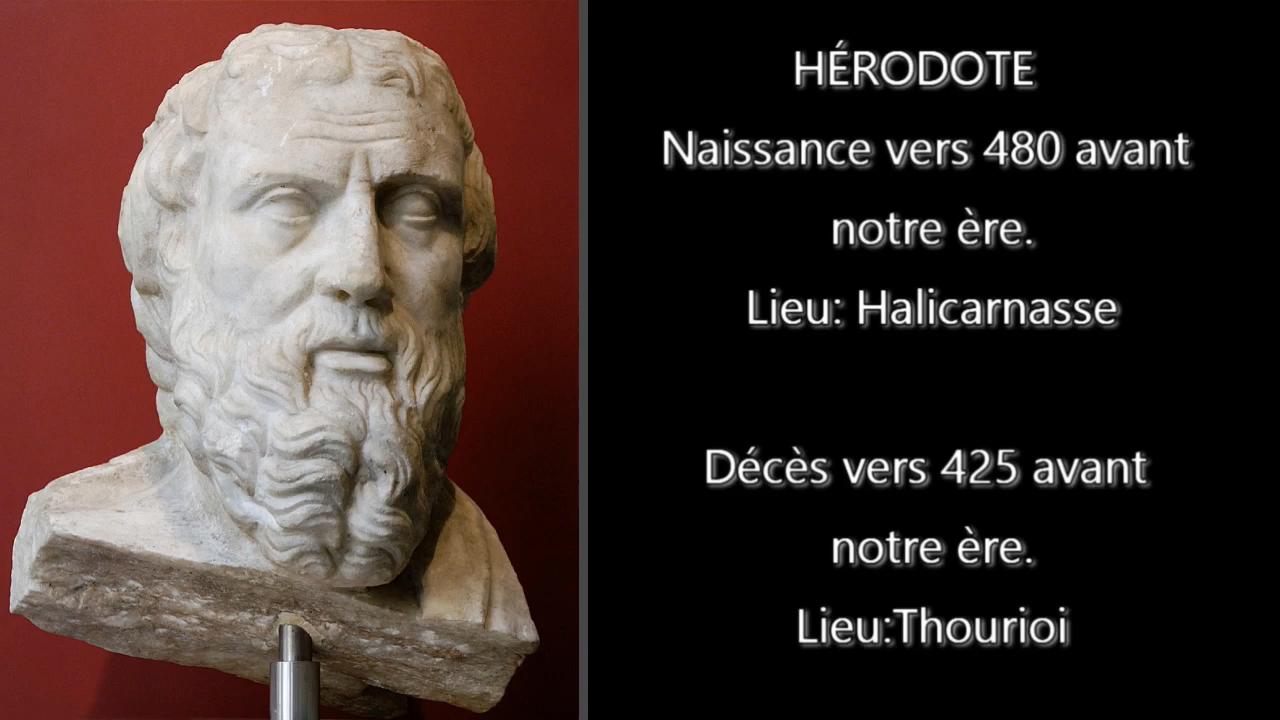 HÉRODOTE
Naissance vers 480 avant
notre ère.
Lieu: Halicarnasse
Décès vers 425 avant
notre ère.
Lieu:Thourioi